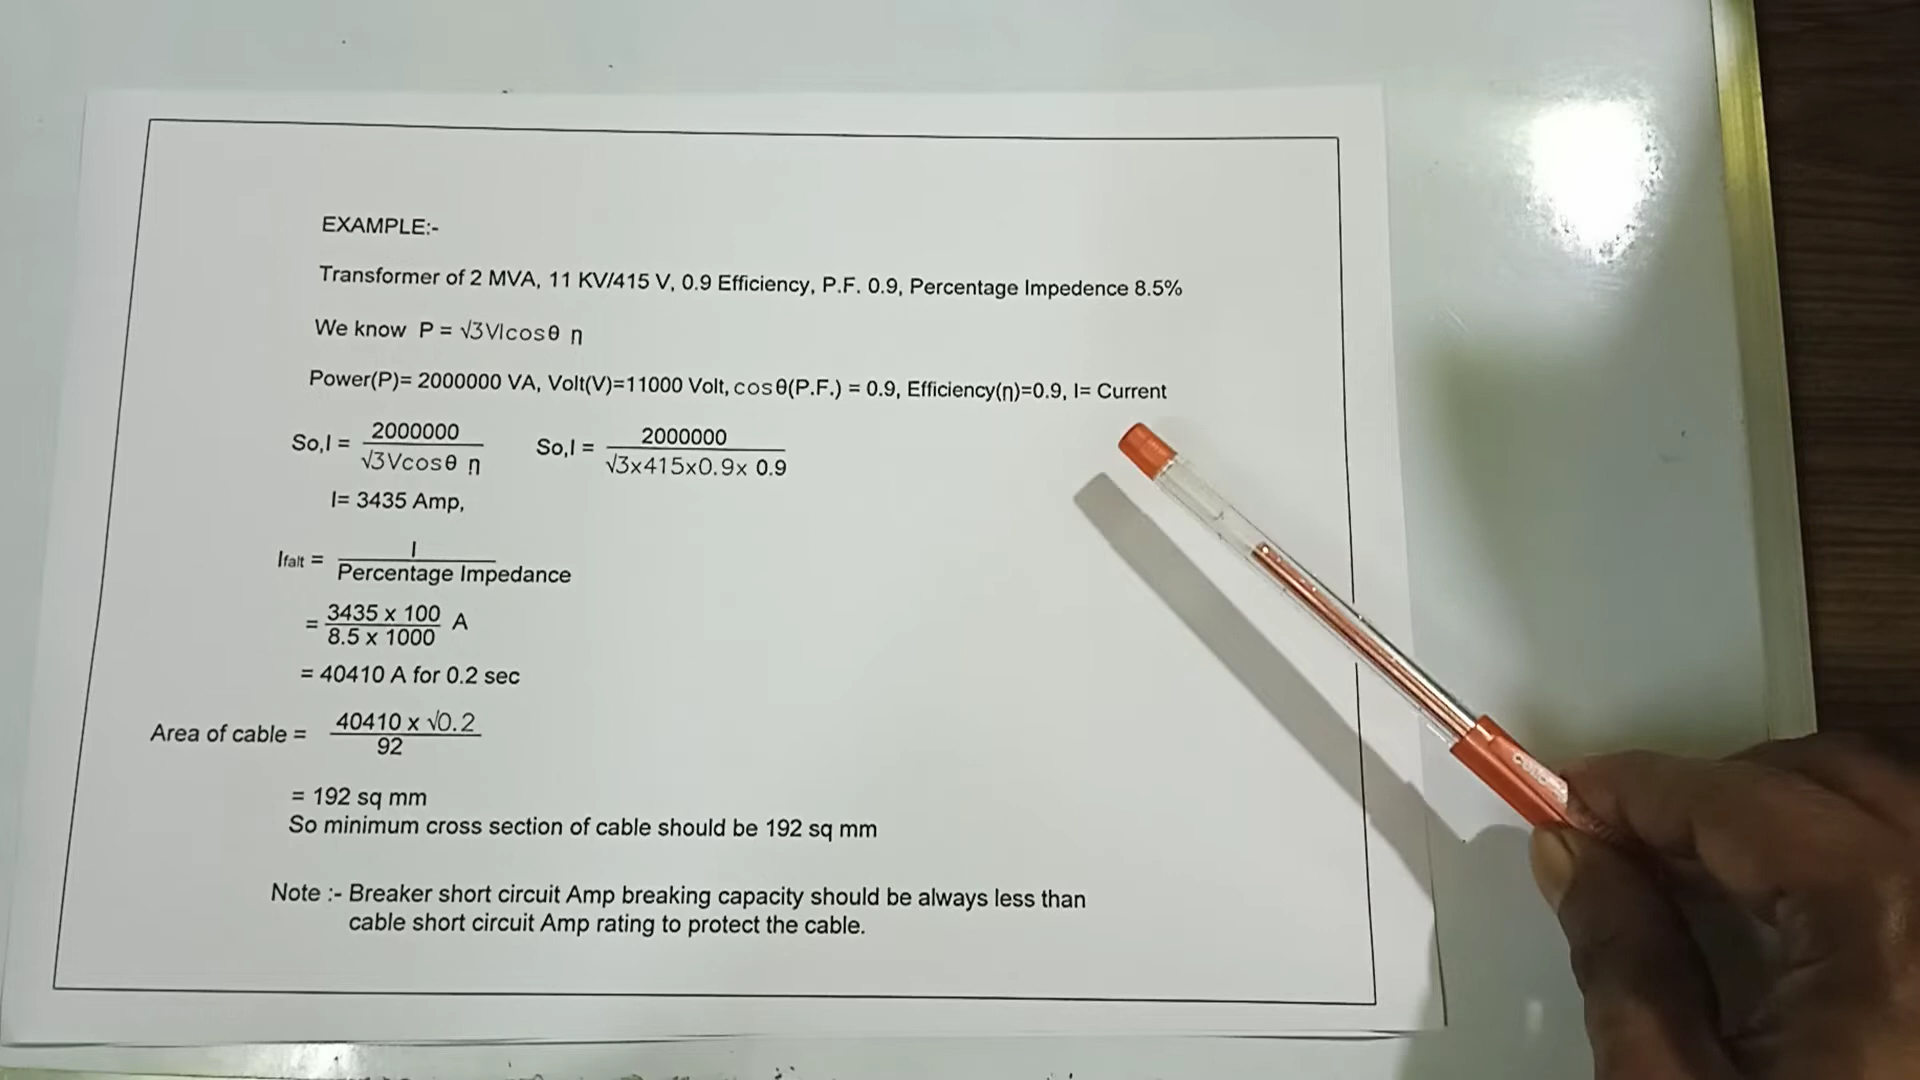 EXAMPLE:-
Transformer of 2 MVA, 11 KV/415 V, 0.9 Efficiency, P.F. 0.9, Percentage Impedence 8.5%
We know P = √3VIcosθ η
Power(P)= 2000000 VA, Volt(V)=11000 Volt, cosθ(P.F.) = 0.9, Efficiency(η)=0.9, I= Current
So,I = 2000000 / √3Vcosθ η So,I = 2000000 / √3x415x0.9x 0.9
I= 3435 Amp,
Ifalt = I / Percentage Impedance
= 3435 x 100 / 8.5 x 1000 A
= 40410 A for 0.2 sec
Area of cable = 40410 x √0.2 / 92
= 192 sq mm
So minimum cross section of cable should be 192 sq mm
Note :- Breaker short circuit Amp breaking capacity should be always less than
cable short circuit Amp rating to protect the cable.